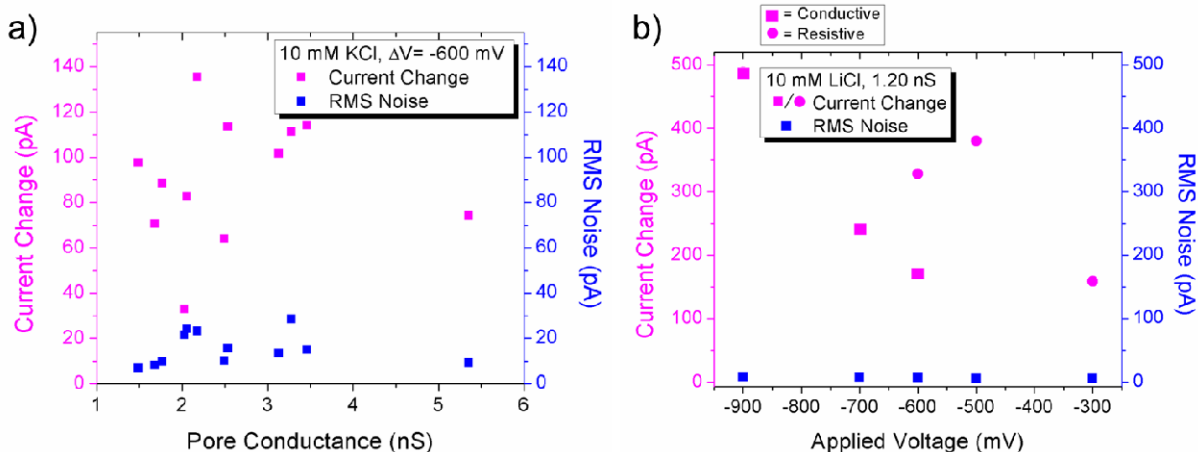 a)
10 mM KCl, ΔV= -600 mV
Current Change
RMS Noise
Current Change (pA)
140
120
100
80
60
40
20
0
RMS Noise (pA)
140
120
100
80
60
40
20
0
1 2 3 4 5 6
Pore Conductance (nS)
b)
= Conductive
= Resistive
10 mM LiCl, 1.20 nS
/ Current Change
RMS Noise
Current Change (pA)
500
400
300
200
100
0
RMS Noise (pA)
500
400
300
200
100
0
-900 -800 -700 -600 -500 -400 -300
Applied Voltage (mV)